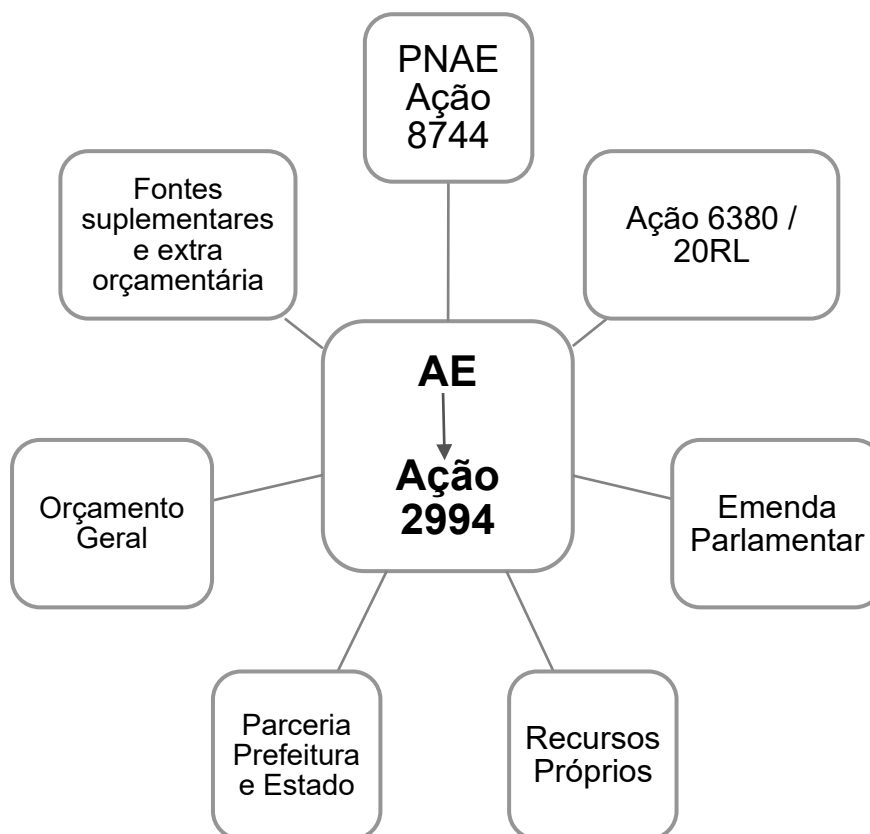 PNAE
Ação
8744
Fontes
suplementares
e extra
orçamentária
Ação 6380 /
20RL
AE
Ação
2994
Orçamento
Geral
Emenda
Parlamentar
Parceria
Prefeitura
e Estado
Recursos
Próprios